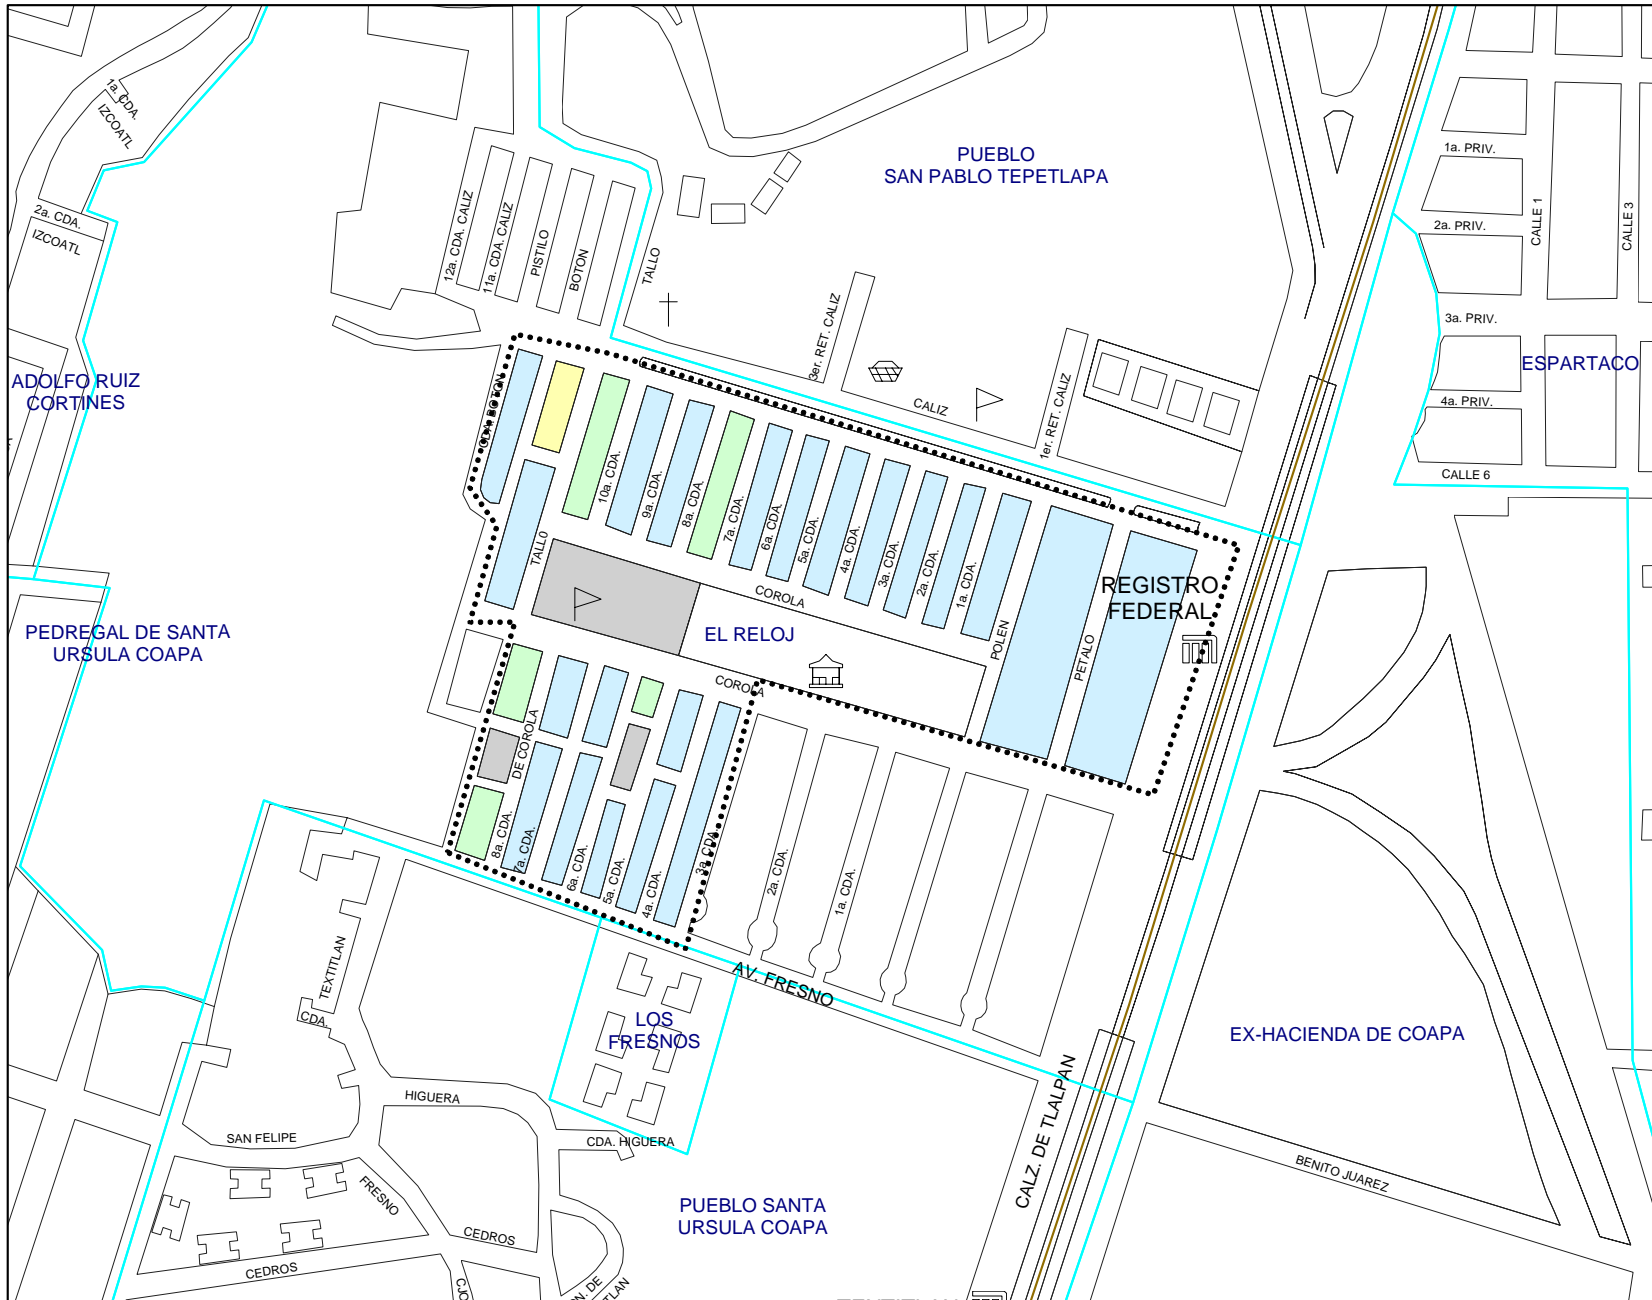 1a. CDA.
IZCOATL
2a. CDA.
IZCOATL
PUEBLO
SAN PABLO TEPETLAPA
1a. PRIV.
2a. PRIV.
3a. PRIV.
4a. PRIV.
CALLE 1
CALLE 3
CALLE 6
ESPARTACO
12a. CDA. CALIZ
11a. CDA. CALIZ
PISTILO
BOTON
TALLO
3er. RET. CALIZ
CALIZ
1er. RET. CALIZ
ADOLFO RUIZ
CORTINES
CDA. BOTON
TALLO
10a. CDA.
9a. CDA.
8a. CDA.
7a. CDA.
6a. CDA.
5a. CDA.
4a. CDA.
3a. CDA.
2a. CDA.
1a. CDA.
POLEN
PETALO
REGISTRO
FEDERAL
COROLA
EL RELOJ
COROLA
PEDREGAL DE SANTA
URSULA COAPA
DE COROLA
8a. CDA.
7a. CDA.
6a. CDA.
5a. CDA.
4a. CDA.
3a. CDA.
2a. CDA.
1a. CDA.
AV. FRESNO
TEXTITLAN
CDA.
LOS
FRESNOS
EX-HACIENDA DE COAPA
CALZ. DE TLALPAN
HIGUERA
SAN FELIPE
CDA. HIGUERA
FRESNO
BENITO JUAREZ
PUEBLO SANTA
URSULA COAPA
CEDROS
CEDROS